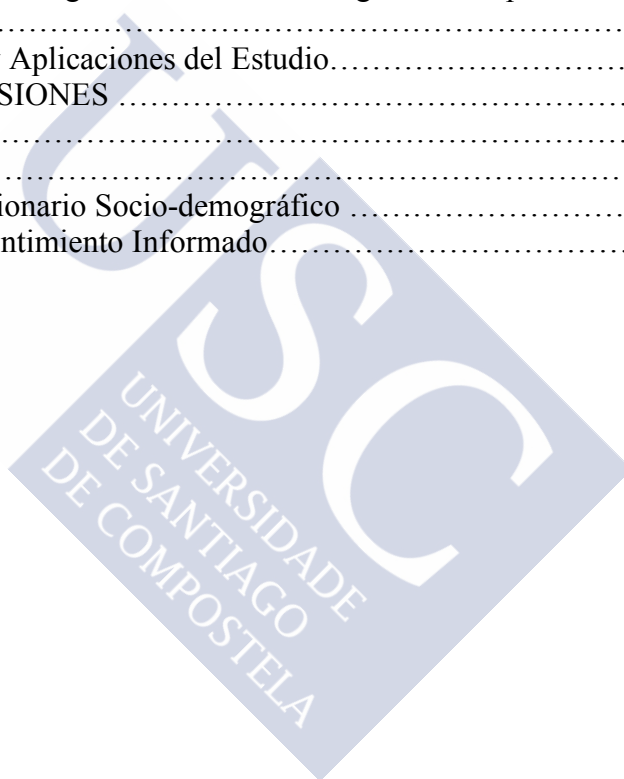 y Aplicaciones del Estudio……………………………
SIONES ……………………………………………
……………………………………………………
……………………………………………………
ionario Socio-demográfico ……………………
ntimiento Informado……………………………
USC
UNIVERSIDADE
DE SANTIAGO
DE COMPOSTELA